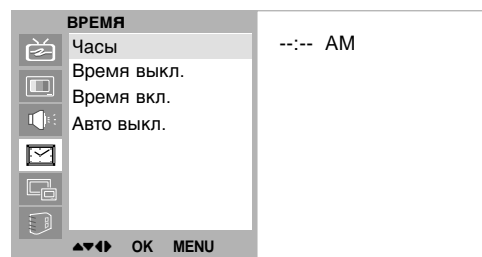 ВРЕМЯ
Часы
--:-- AM
Время выкл.
Время вкл.
Авто выкл.
OK MENU